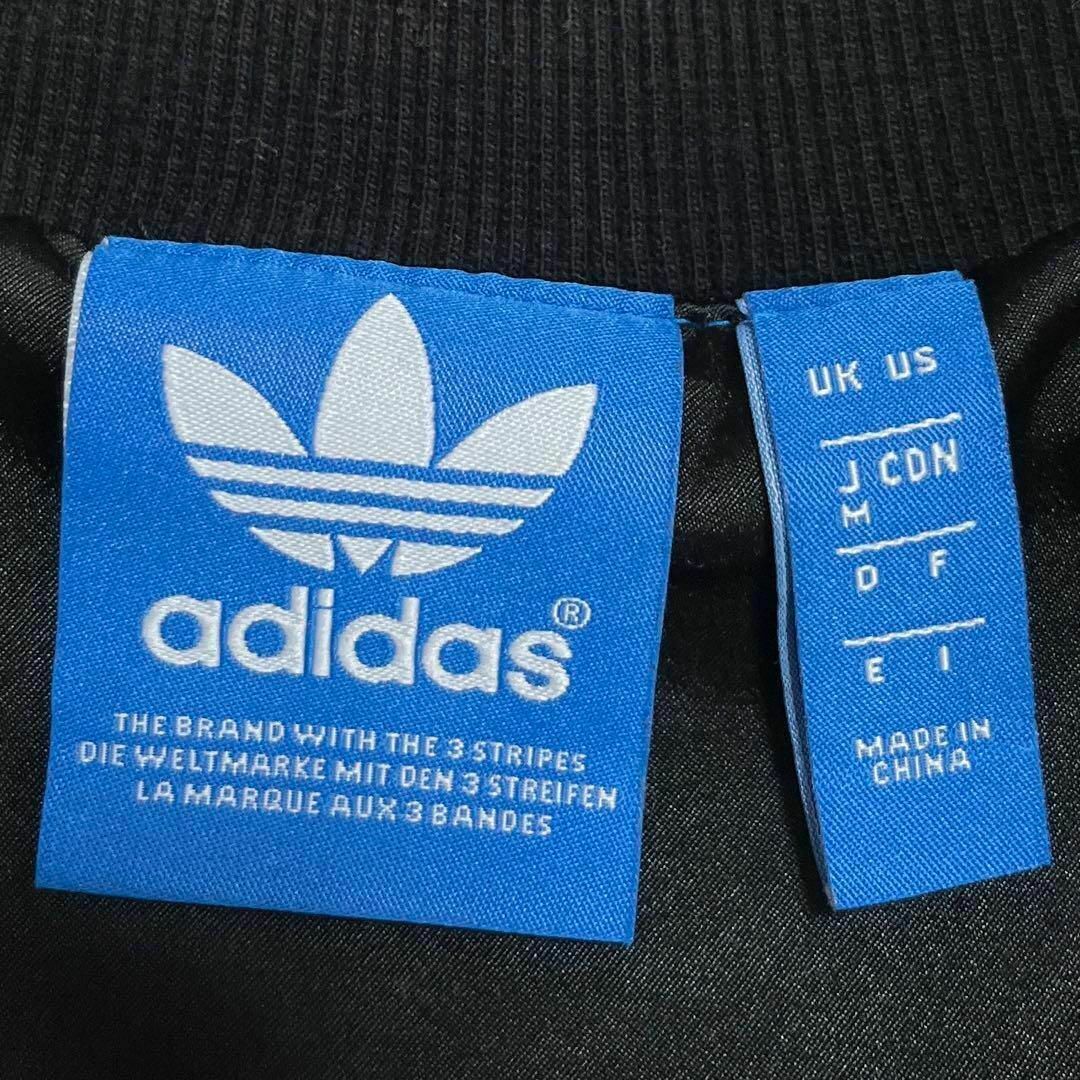 adidas®
THE BRAND WITH THE 3 STRIPES
DIE WELTMARKE MIT DEN 3 STREIFEN
LA MARQUE AUX 3 BANDES
UK US
J CDN
M
D F
E I
MADE IN
CHINA